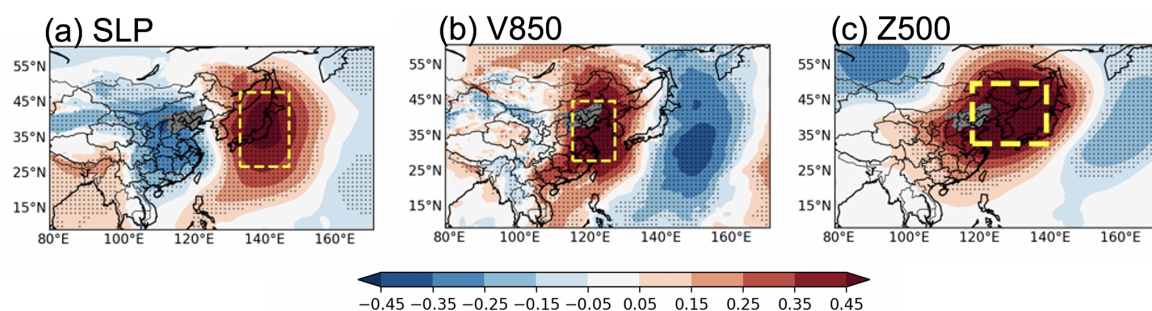 (a) SLP (b) V850 (c) Z500
55°N 55°N 55°N
45°N 45°N 45°N
35°N 35°N 35°N
25°N 25°N 25°N
15°N 15°N 15°N
80°E 100°E 120°E 140°E 160°E 80°E 100°E 120°E 140°E 160°E 80°E 100°E 120°E 140°E 160°E
−0.45 −0.35 −0.25 −0.15 −0.05 0.05 0.15 0.25 0.35 0.45